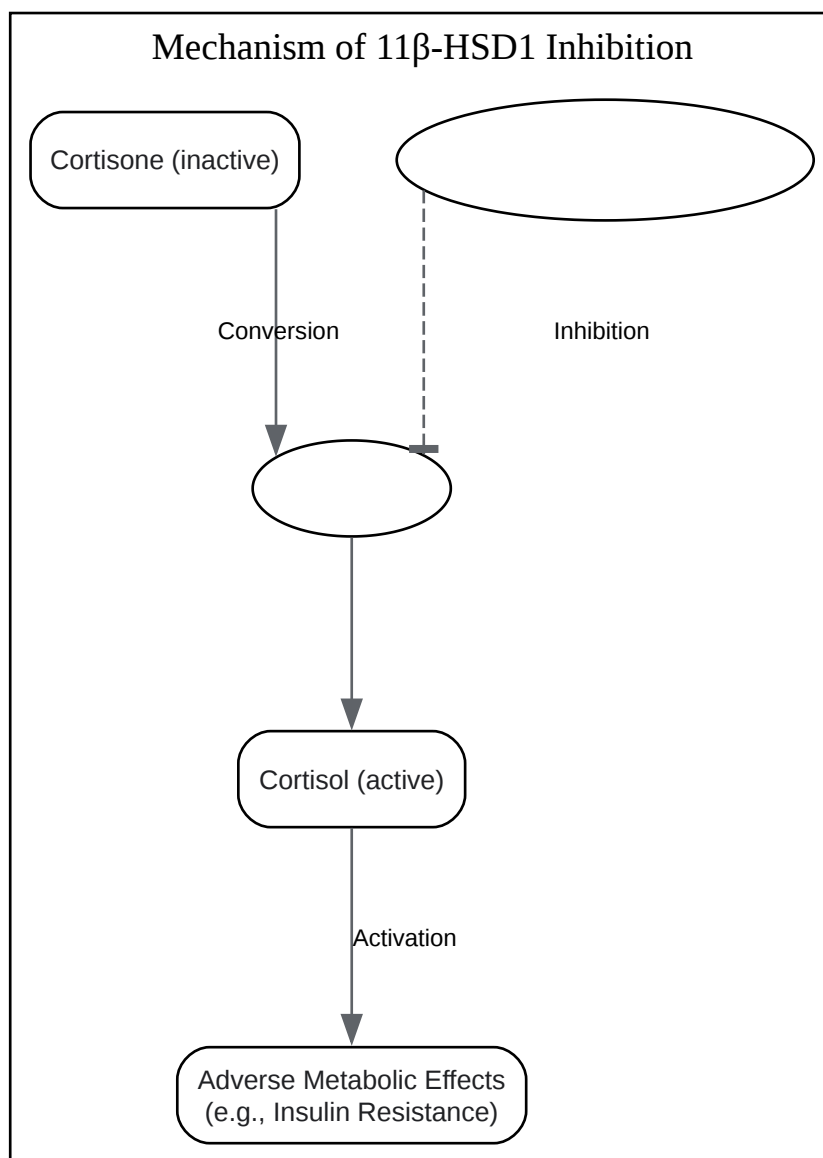 Mechanism of 11β-HSD1 Inhibition
Cortisone (inactive)
Conversion
Inhibition
Cortisol (active)
Activation
Adverse Metabolic Effects
(e.g., Insulin Resistance)